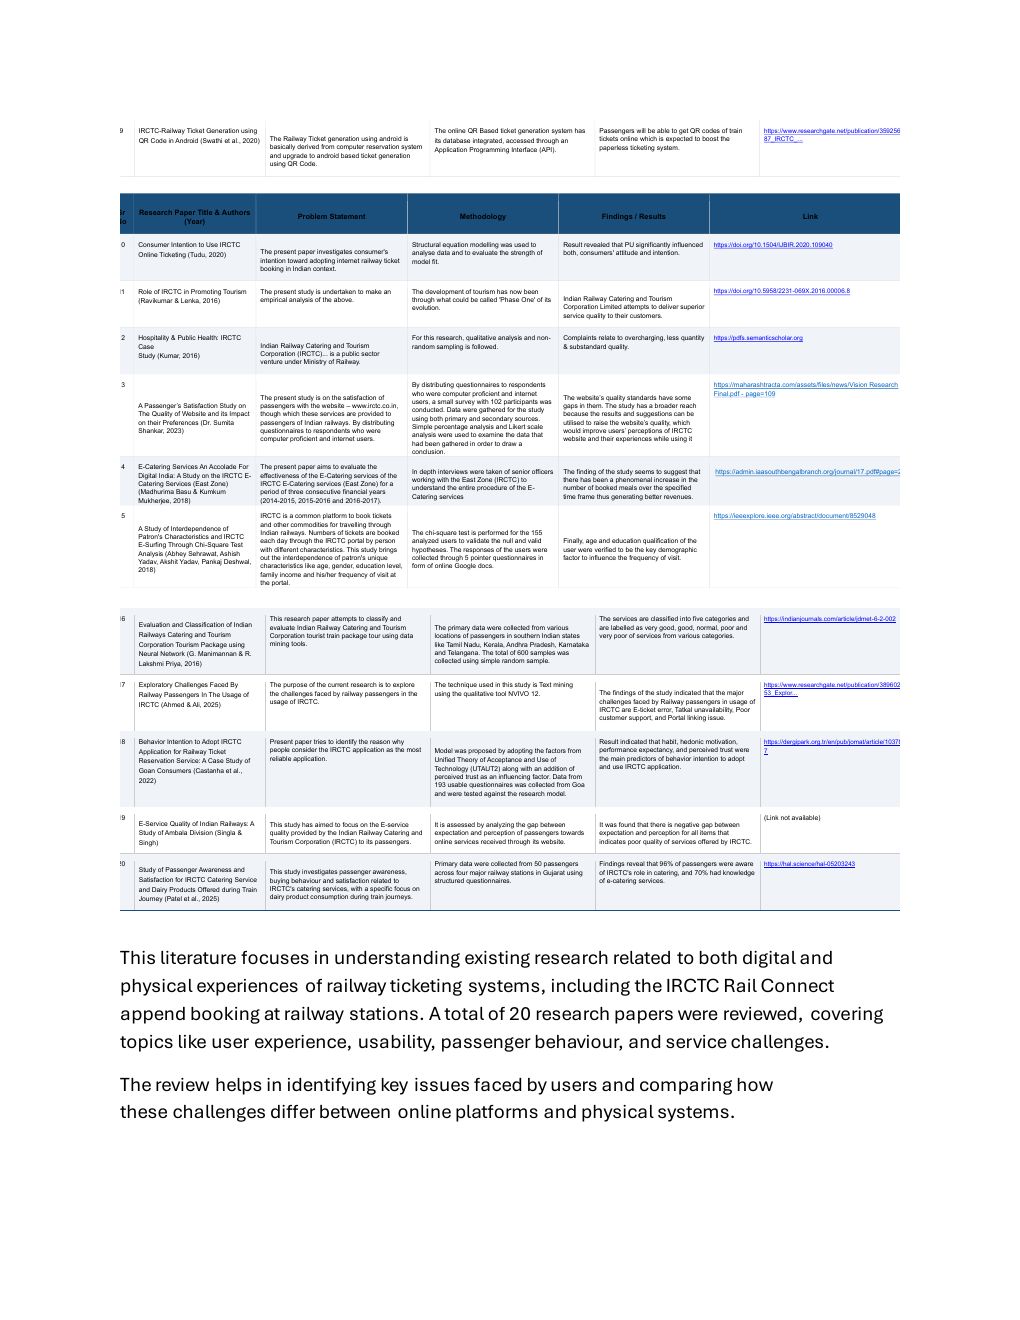 9
IRCTC-Railway Ticket Generation using
QR Code in Android (Swathi et al., 2020)
The Railway Ticket generation using android is
basically derived from computer reservation system
and upgrade to android based ticket generation
using QR Code.
The online QR Based ticket generation system has
its database integrated, accessed through an
Application Programming Interface (API).
Passengers will be able to get QR codes of train
tickets online which is expected to boost the
paperless ticketing system.
https://www.researchgate.net/publication/359256
87_IRCTC_...
Research Paper Title & Authors
(Year)
Problem Statement
Methodology
Findings / Results
Link
0
Consumer Intention to Use IRCTC
Online Ticketing (Tudu, 2020)
The present paper investigates consumer's
intention toward adopting internet railway ticket
booking in Indian context.
Structural equation modelling was used to
analyse data and to evaluate the strength of
model fit.
Result revealed that PU significantly influenced
both, consumers' attitude and intention.
https://doi.org/10.1504/IJBIR.2020.109040
1
Role of IRCTC in Promoting Tourism
(Ravikumar & Lenka, 2016)
The present study is undertaken to make an
empirical analysis of the above.
The development of tourism has now been
through what could be called 'Phase One' of its
evolution.
Indian Railway Catering and Tourism
Corporation Limited attempts to deliver superior
service quality to their customers.
https://doi.org/10.5958/2231-069X.2016.00006.8
2
Hospitality & Public Health: IRCTC
Case
Study (Kumar, 2016)
Indian Railway Catering and Tourism
Corporation (IRCTC)... is a public sector
venture under Ministry of Railway.
For this research, qualitative analysis and non-
random sampling is followed.
Complaints relate to overcharging, less quantity
& substandard quality.
https://pdfs.semanticscholar.org
3
A Passenger's Satisfaction Study on
The Quality of Website and its Impact
on their Preferences (Dr. Sumita
Shankar, 2023)
The present study is on the satisfaction of
passengers with the website – www.irctc.co.in,
though which these services are provided to
passengers of Indian railways. By distributing
questionnaires to respondents who were
computer proficient and internet users.
By distributing questionnaires to respondents
who were computer proficient and internet
users, a small survey with 102 participants was
conducted. Data were gathered for the study
using both primary and secondary sources.
Simple percentage analysis and Likert scale
analysis were used to examine the data that
had been gathered in order to draw a
conclusion.
The website's quality standards have some
gaps in them. The study has a broader reach
because the results and suggestions can be
utilised to raise the website's quality, which
would improve users' perceptions of IRCTC
website and their experiences while using it
https://maharashtracta.com/assets/files/news/Vision Research
Final.pdf - page=109
4
E-Catering Services An Accolade For
Digital India: A Study on the IRCTC E-
Catering Services (East Zone)
(Madhurima Basu & Kumkum
Mukherjee, 2018)
The present paper aims to evaluate the
effectiveness of the E-Catering services of the
IRCTC E-Catering services (East Zone) for a
period of three consecutive financial years
(2014-2015, 2015-2016 and 2016-2017).
In depth interviews were taken of senior officers
working with the East Zone (IRCTC) to
understand the entire procedure of the E-
Catering services
The finding of the study seems to suggest that
there has been a phenomenal increase in the
number of booked meals over the specified
time frame thus generating better revenues.
https://admin.iaasouthbengalbranch.org/journal/17.pdf#page=2
5
A Study of Interdependence of
Patron's Characteristics and IRCTC
E-Surfing Through Chi-Square Test
Analysis (Abhey Sehrawat, Ashish
Yadav, Akshit Yadav, Pankaj Deshwal,
2018)
IRCTC is a common platform to book tickets
and other commodities for travelling through
Indian railways. Numbers of tickets are booked
each day through the IRCTC portal by person
with different characteristics. This study brings
out the interdependence of patron's unique
characteristics like age, gender, education level,
family income and his/her frequency of visit at
the portal.
The chi-square test is performed for the 155
analyzed users to validate the null and valid
hypotheses. The responses of the users were
collected through 5 pointer questionnaires in
form of online Google docs.
Finally, age and education qualification of the
user were verified to be the key demographic
factor to influence the frequency of visit.
https://ieeexplore.ieee.org/abstract/document/8529048
16
Evaluation and Classification of Indian
Railways Catering and Tourism
Corporation Tourism Package using
Neural Network (G. Manimannan & R.
Lakshmi Priya, 2016)
This research paper attempts to classify and
evaluate Indian Railway Catering and Tourism
Corporation tourist train package tour using data
mining tools.
The primary data were collected from various
locations of passengers in southern Indian states
like Tamil Nadu, Kerala, Andhra Pradesh, Karnataka
and Telangana. The total of 600 samples was
collected using simple random sample.
The services are classified into five categories and
are labelled as very good, good, normal, poor and
very poor of services from various categories.
https://indianjournals.com/article/jdmet-6-2-002
17
Exploratory Challenges Faced By
Railway Passengers In The Usage of
IRCTC (Ahmed & Ali, 2025)
The purpose of the current research is to explore
the challenges faced by railway passengers in the
usage of IRCTC.
The technique used in this study is Text mining
using the qualitative tool NVIVO 12.
The findings of the study indicated that the major
challenges faced by Railway passengers in usage of
IRCTC are E-ticket error, Tatkal unavailability, Poor
customer support, and Portal linking issue.
https://www.researchgate.net/publication/389602
53_Explor...
18
Behavior Intention to Adopt IRCTC
Application for Railway Ticket
Reservation Service: A Case Study of
Goan Consumers (Castanha et al.,
2022)
Present paper tries to identify the reason why
people consider the IRCTC application as the most
reliable application.
Model was proposed by adopting the factors from
Unified Theory of Acceptance and Use of
Technology (UTAUT2) along with an addition of
perceived trust as an influencing factor. Data from
193 usable questionnaires was collected from Goa
and were tested against the research model.
Result indicated that habit, hedonic motivation,
performance expectancy, and perceived trust were
the main predictors of behavior intention to adopt
and use IRCTC application.
https://dergipark.org.tr/en/pub/jomat/article/10378
7
19
E-Service Quality of Indian Railways: A
Study of Ambala Division (Singla &
Singh)
This study has aimed to focus on the E-service
quality provided by the Indian Railway Catering and
Tourism Corporation (IRCTC) to its passengers.
It is assessed by analyzing the gap between
expectation and perception of passengers towards
online services received through its website.
It was found that there is negative gap between
expectation and perception for all items that
indicates poor quality of services offered by IRCTC.
(Link not available)
20
Study of Passenger Awareness and
Satisfaction for IRCTC Catering Service
and Dairy Products Offered during Train
Journey (Patel et al., 2025)
This study investigates passenger awareness,
buying behaviour and satisfaction related to
IRCTC's catering services, with a specific focus on
dairy product consumption during train journeys.
Primary data were collected from 50 passengers
across four major railway stations in Gujarat using
structured questionnaires.
Findings reveal that 96% of passengers were aware
of IRCTC's role in catering, and 70% had knowledge
of e-catering services.
https://hal.science/hal-05203243
This literature focuses in understanding existing research related to both digital and
physical experiences of railway ticketing systems, including the IRCTC Rail Connect
append booking at railway stations. A total of 20 research papers were reviewed, covering
topics like user experience, usability, passenger behaviour, and service challenges.
The review helps in identifying key issues faced by users and comparing how
these challenges differ between online platforms and physical systems.